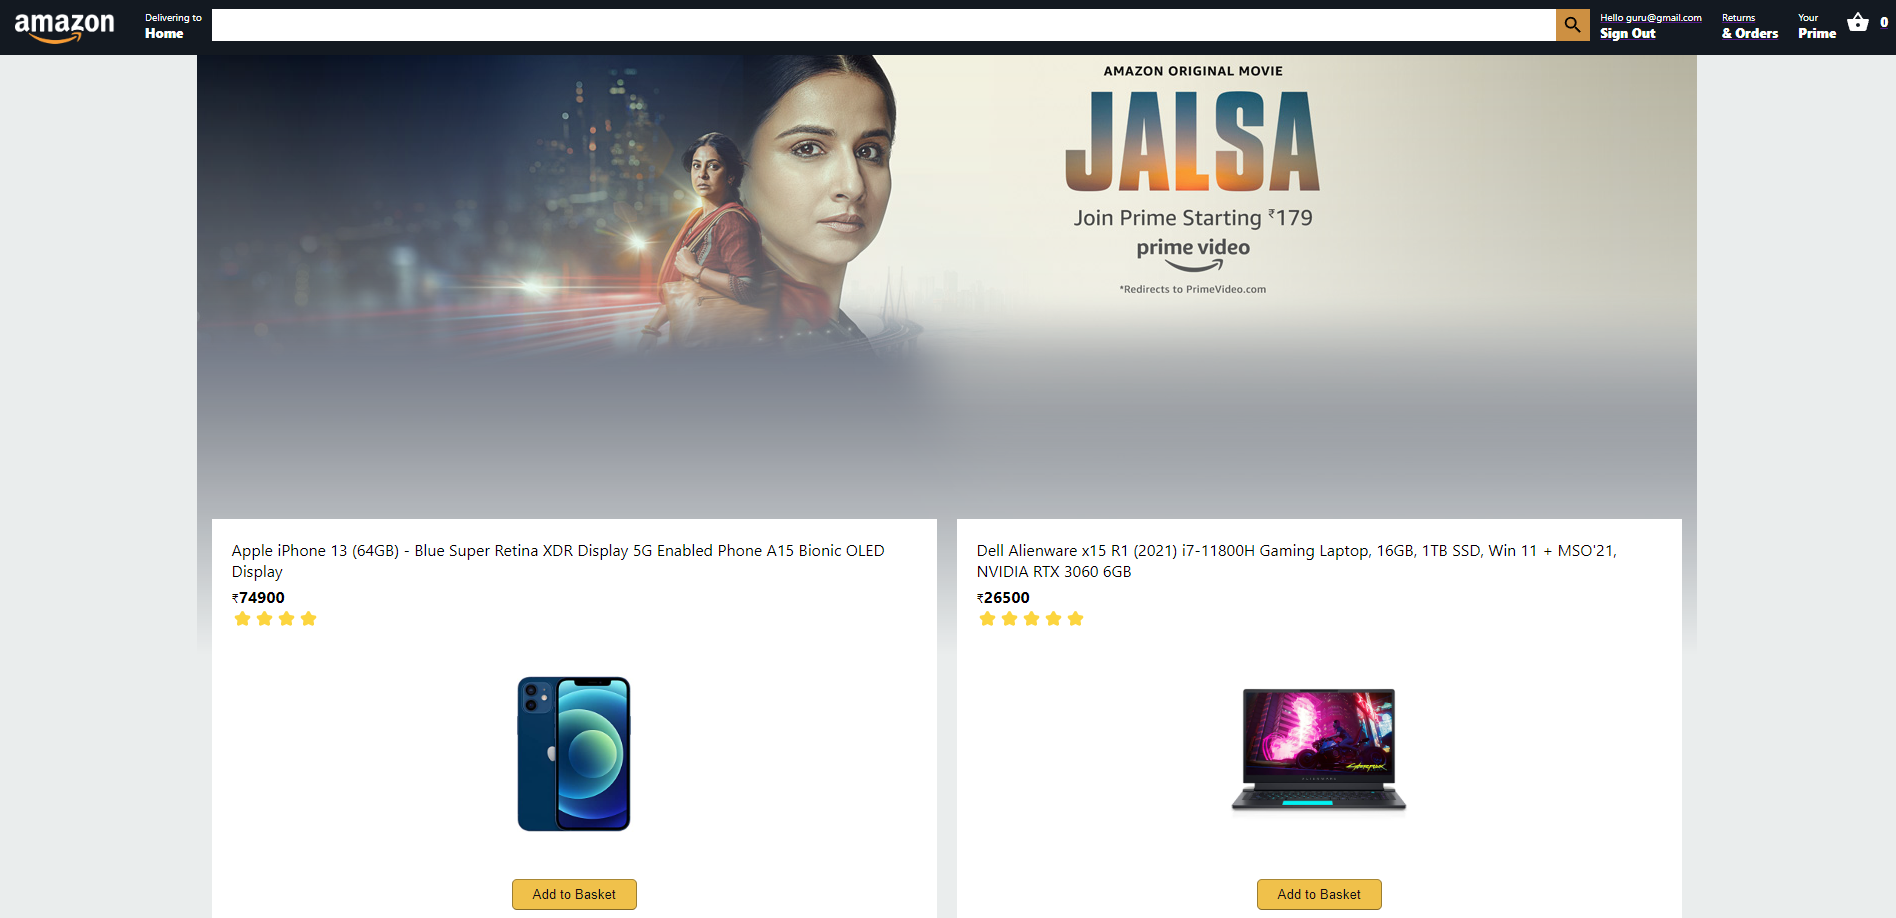 amazon
Delivering to
Home
Hello guru@gmail.com
Sign Out
Returns
& Orders
Your
Prime
0
AMAZON ORIGINAL MOVIE
JALSA
Join Prime Starting ₹179
prime video
*Redirects to PrimeVideo.com
Apple iPhone 13 (64GB) - Blue Super Retina XDR Display 5G Enabled Phone A15 Bionic OLED
Display
₹74900
Add to Basket
Dell Alienware x15 R1 (2021) i7-11800H Gaming Laptop, 16GB, 1TB SSD, Win 11 + MSO'21,
NVIDIA RTX 3060 6GB
₹26500
CYBERPUNK
ALIENWARE
Add to Basket